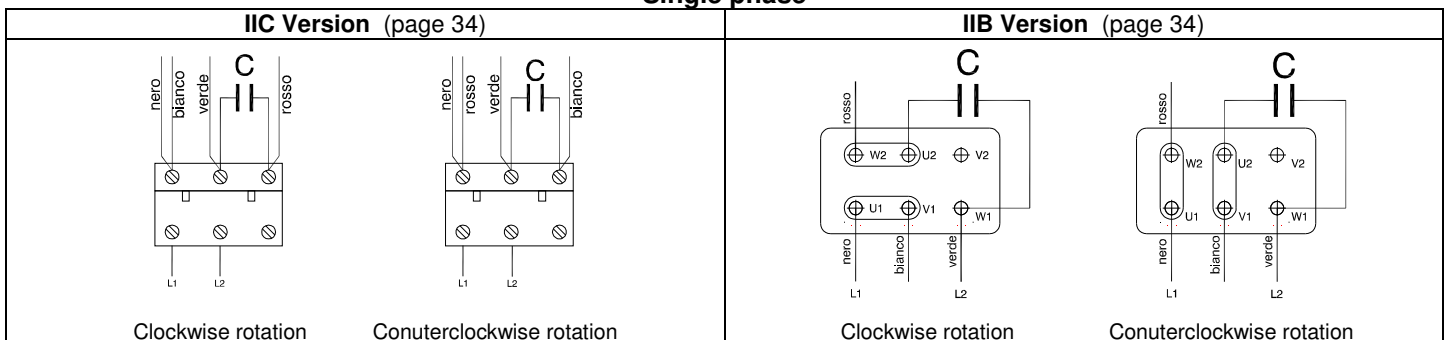 Single phase
IIC Version (page 34)
IIB Version (page 34)
nero
bianco
verde
C
rosso
L1
L2
Clockwise rotation
nero
rosso
verde
C
bianco
L1
L2
Conuterclockwise rotation
C
rosso
W2
U2
V2
U1
V1
W1
nero
bianco
verde
L1
L2
Clockwise rotation
C
rosso
W2
U2
V2
U1
V1
W1
nero
bianco
verde
L1
L2
Conuterclockwise rotation